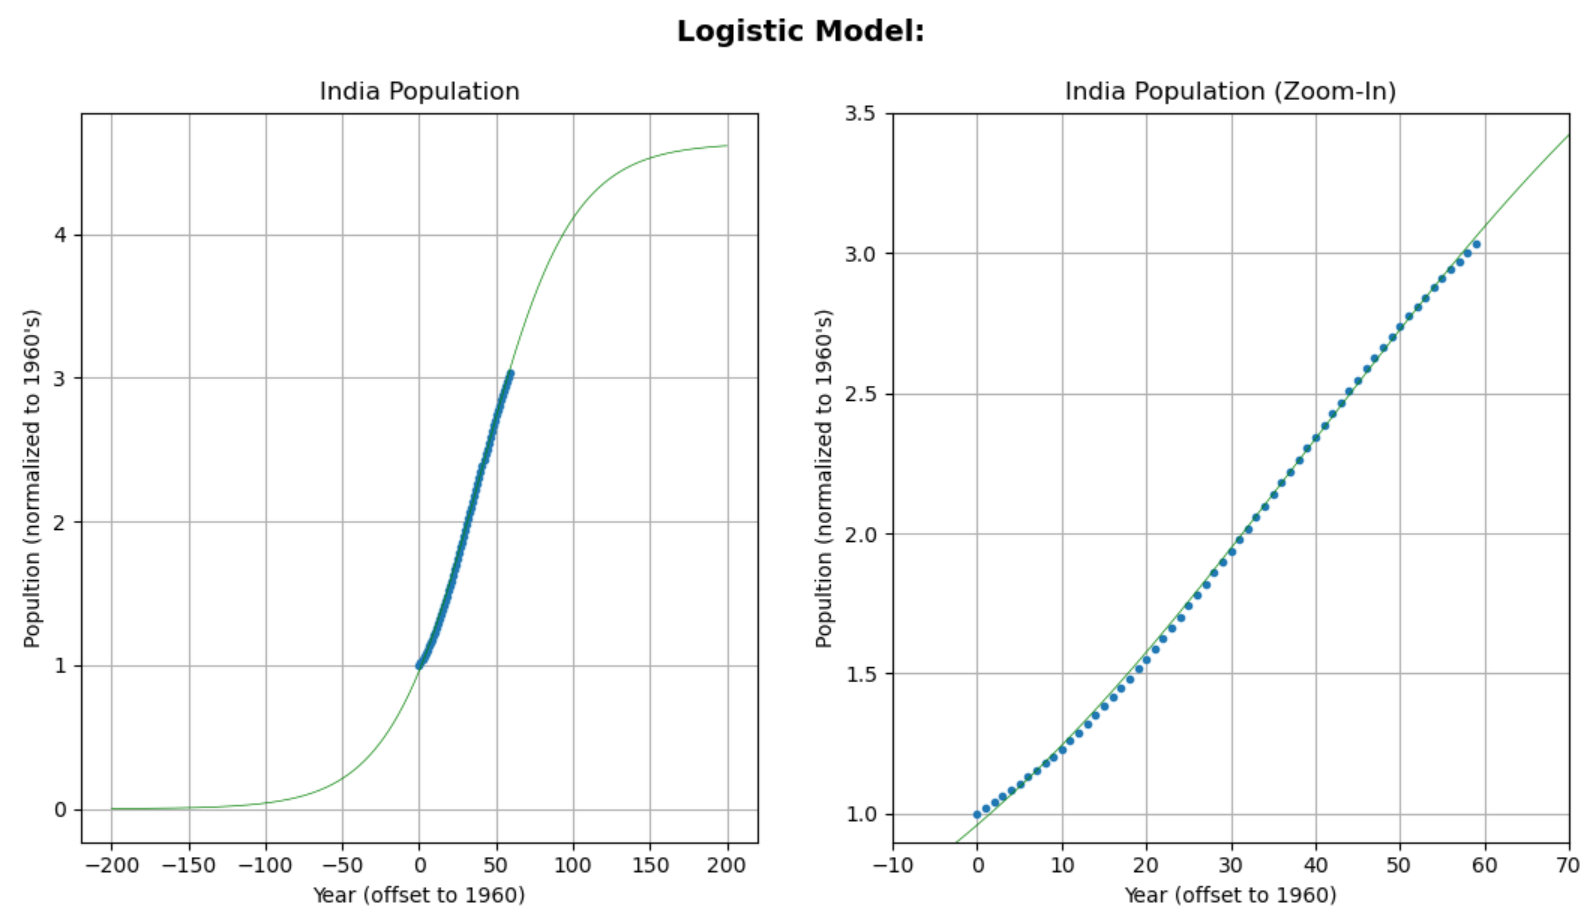 Logistic Model:
India Population
Popultion (normalized to 1960's)
4
3
2
1
0
−200 −150 −100 −50 0 50 100 150 200
Year (offset to 1960)
India Population (Zoom-In)
Popultion (normalized to 1960's)
3.5
3.0
2.5
2.0
1.5
1.0
−10 0 10 20 30 40 50 60 70
Year (offset to 1960)